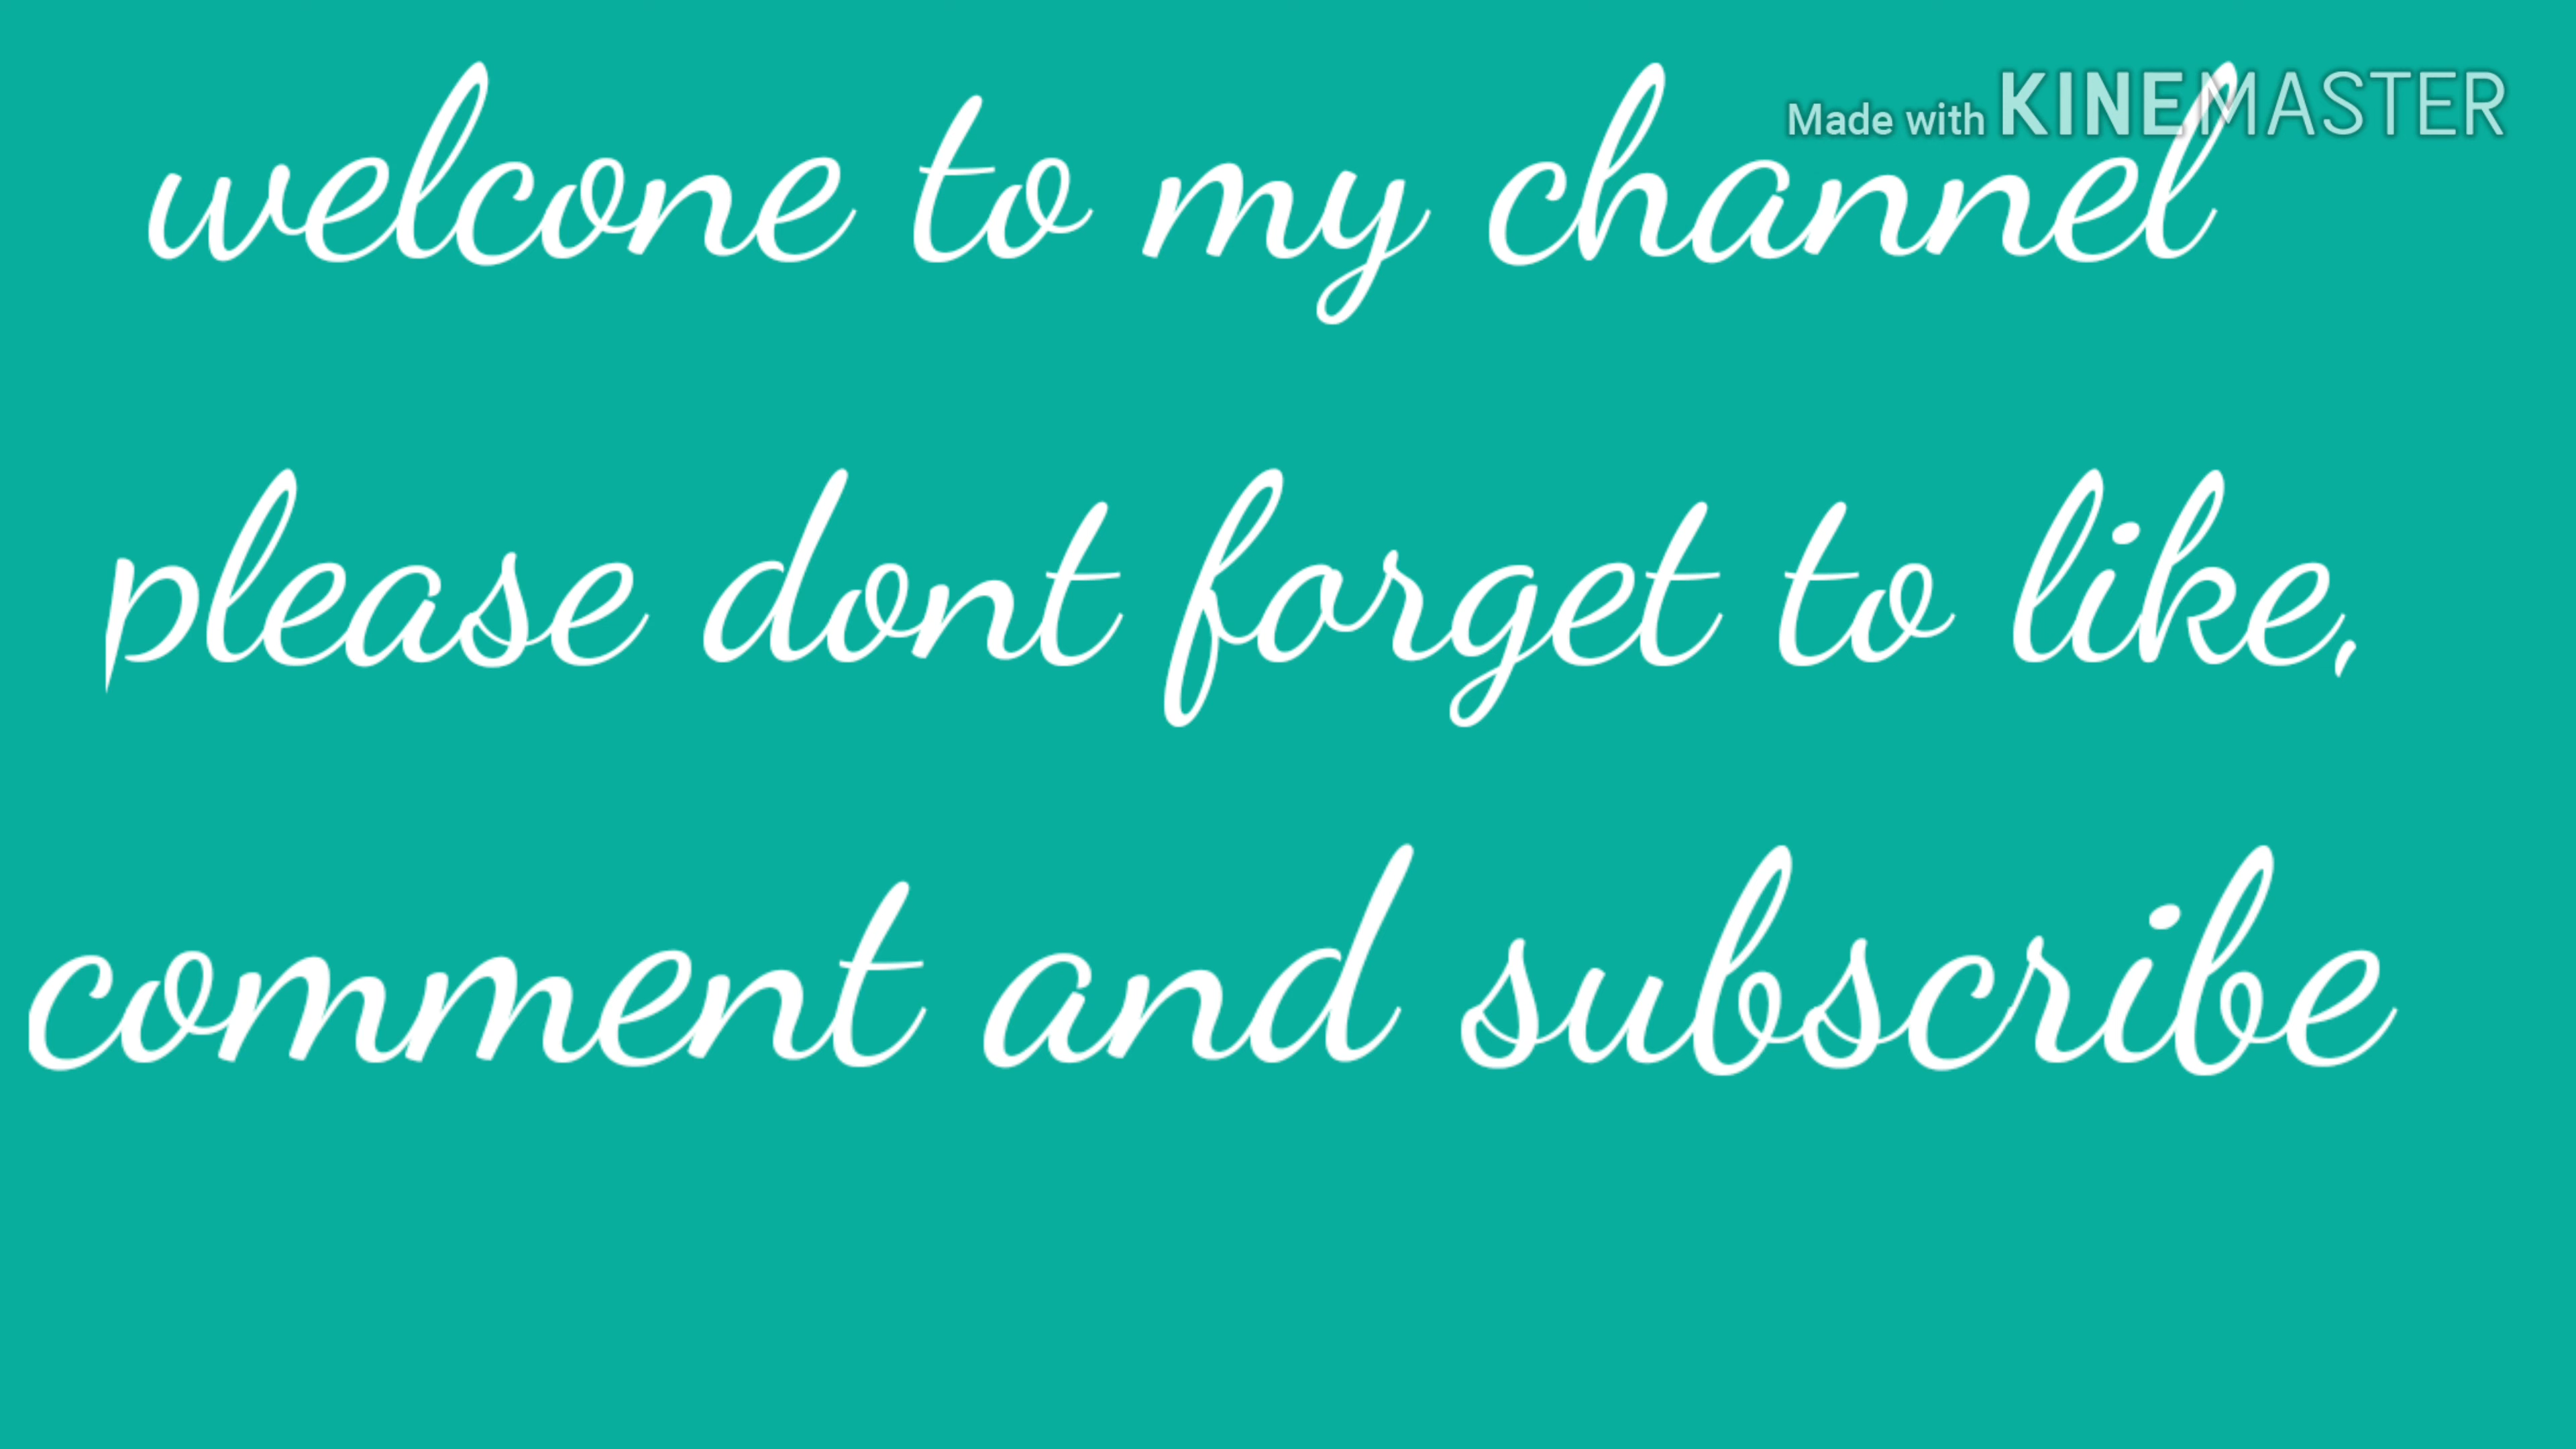 Made with KINEMASTER
welcone to my channel
please dont forget to like,
comment and subscribe